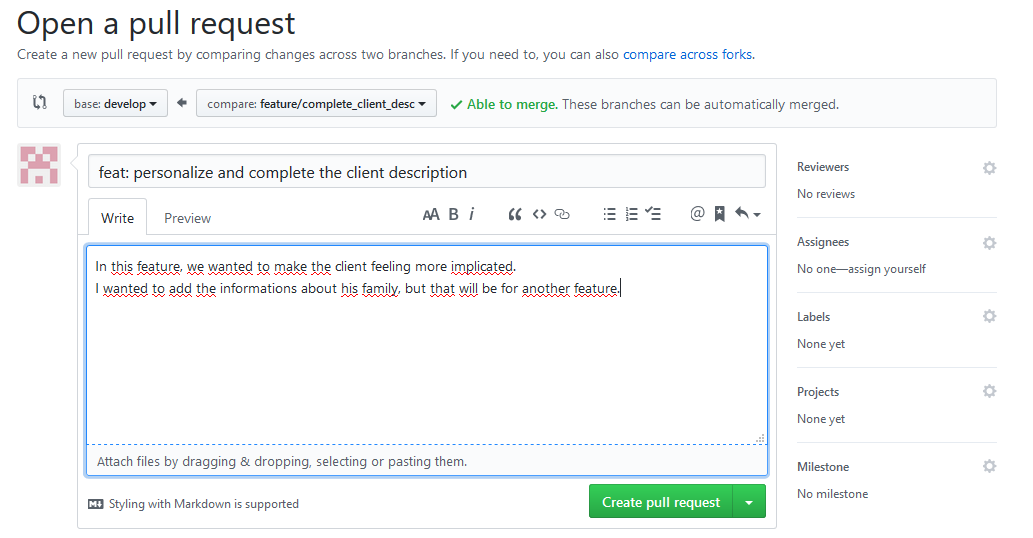 Open a pull request
Create a new pull request by comparing changes across two branches. If you need to, you can also compare across forks.
base: develop
compare: feature/complete_client_desc
Able to merge. These branches can be automatically merged.
feat: personalize and complete the client description
Write
Preview
AA B i
@
In this feature, we wanted to make the client feeling more implicated.
I wanted to add the informations about his family, but that will be for another feature.
Attach files by dragging & dropping, selecting or pasting them.
Styling with Markdown is supported
Create pull request
Reviewers
No reviews
Assignees
No one—assign yourself
Labels
None yet
Projects
None yet
Milestone
No milestone